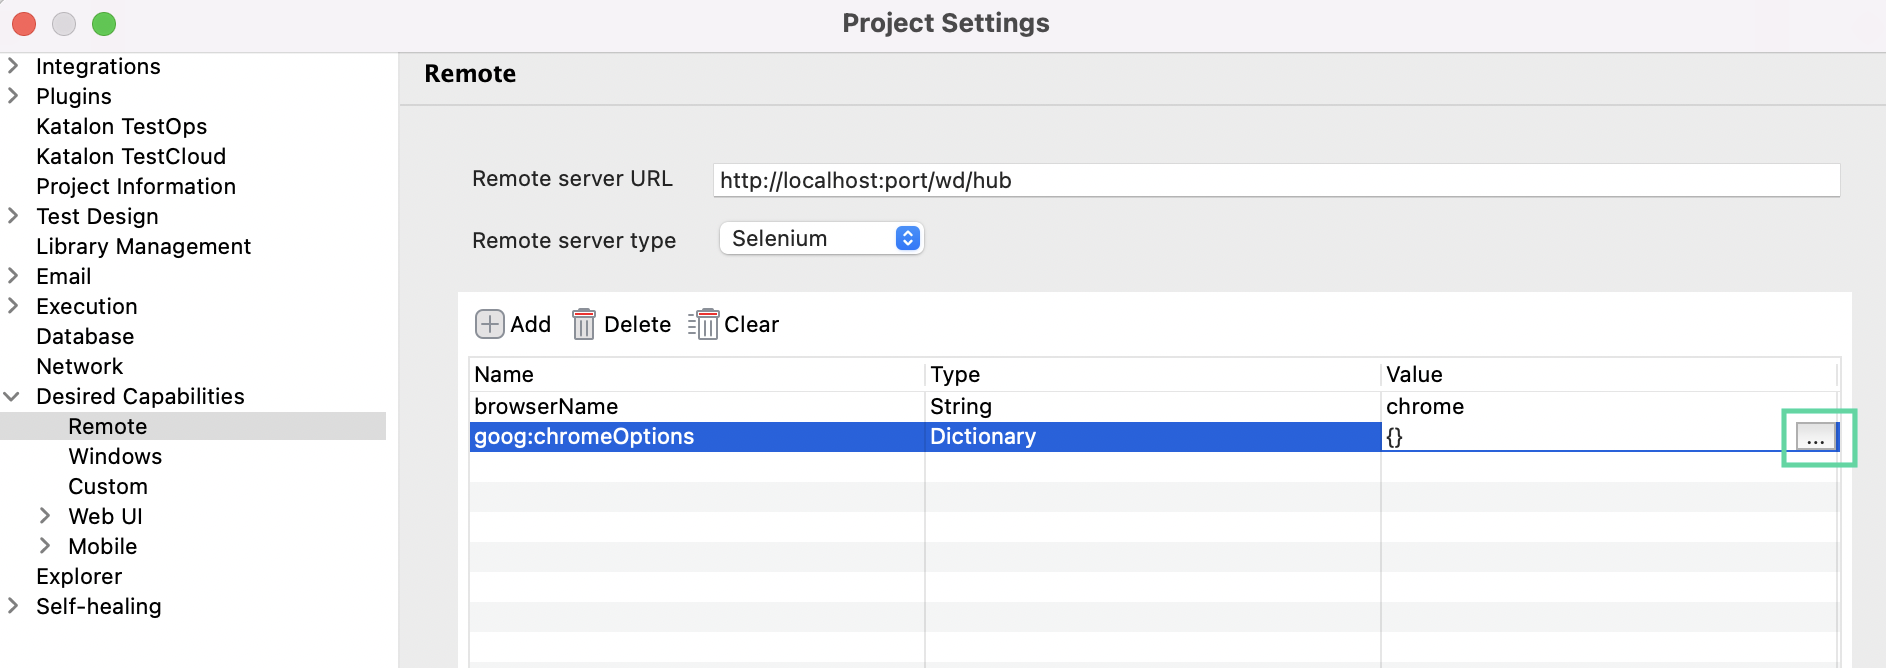 Project Settings
Integrations
Plugins
Katalon TestOps
Katalon TestCloud
Project Information
Test Design
Library Management
Email
Execution
Database
Network
Desired Capabilities
Remote
Windows
Custom
Web UI
Mobile
Explorer
Self-healing
Remote
Remote server URL http://localhost:port/wd/hub
Remote server type Selenium
Add Delete Clear
Name Type Value
browserName String chrome
goog:chromeOptions Dictionary {} ...